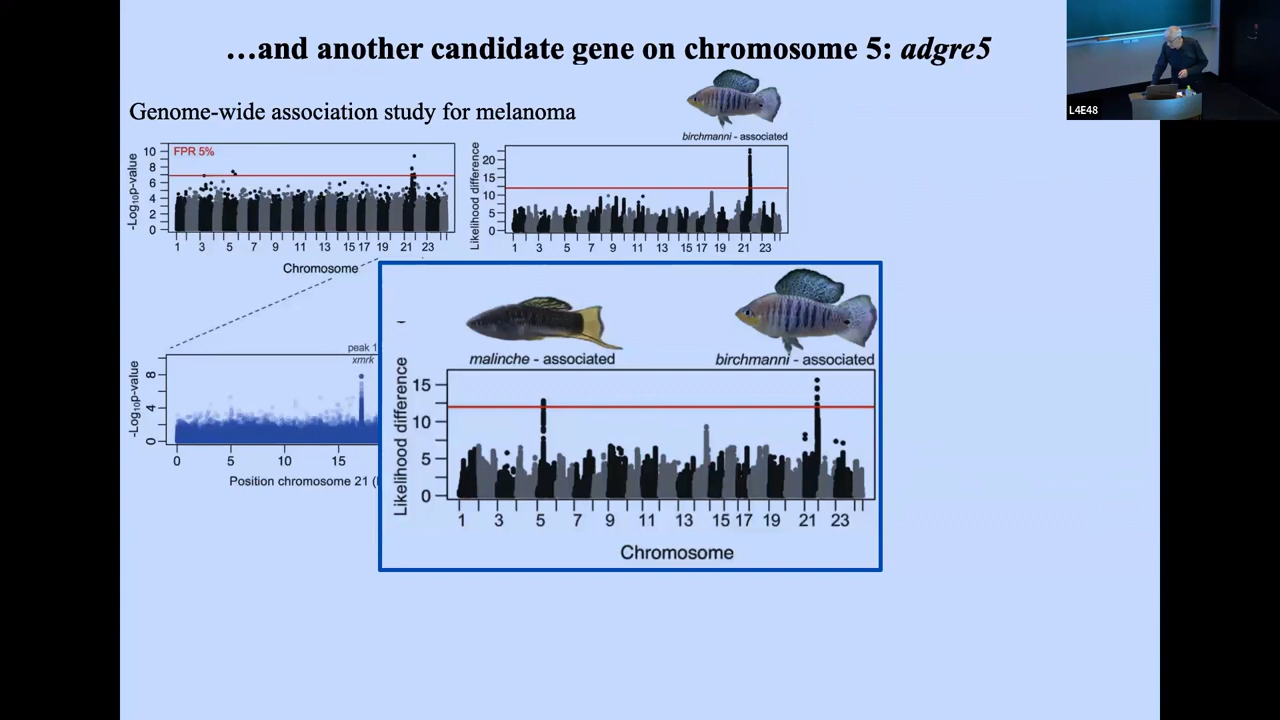 …and another candidate gene on chromosome 5: adgre5
Genome-wide association study for melanoma
L4E48
birchmanni - associated
-Log10p-value
10
8
6
4
2
0
FPR 5%
1 3 5 7 9 11 13 15 17 19 21 23
Chromosome
Likelihood difference
20
15
10
5
0
1 3 5 7 9 11 13 15 17 19 21 23
peak 1
xmrk
-Log10p-value
8
4
0
0 5 10 15
Position chromosome 21 (
malinche - associated
birchmanni - associated
Likelihood difference
15
10
5
0
1 3 5 7 9 11 13 15 17 19 21 23
Chromosome